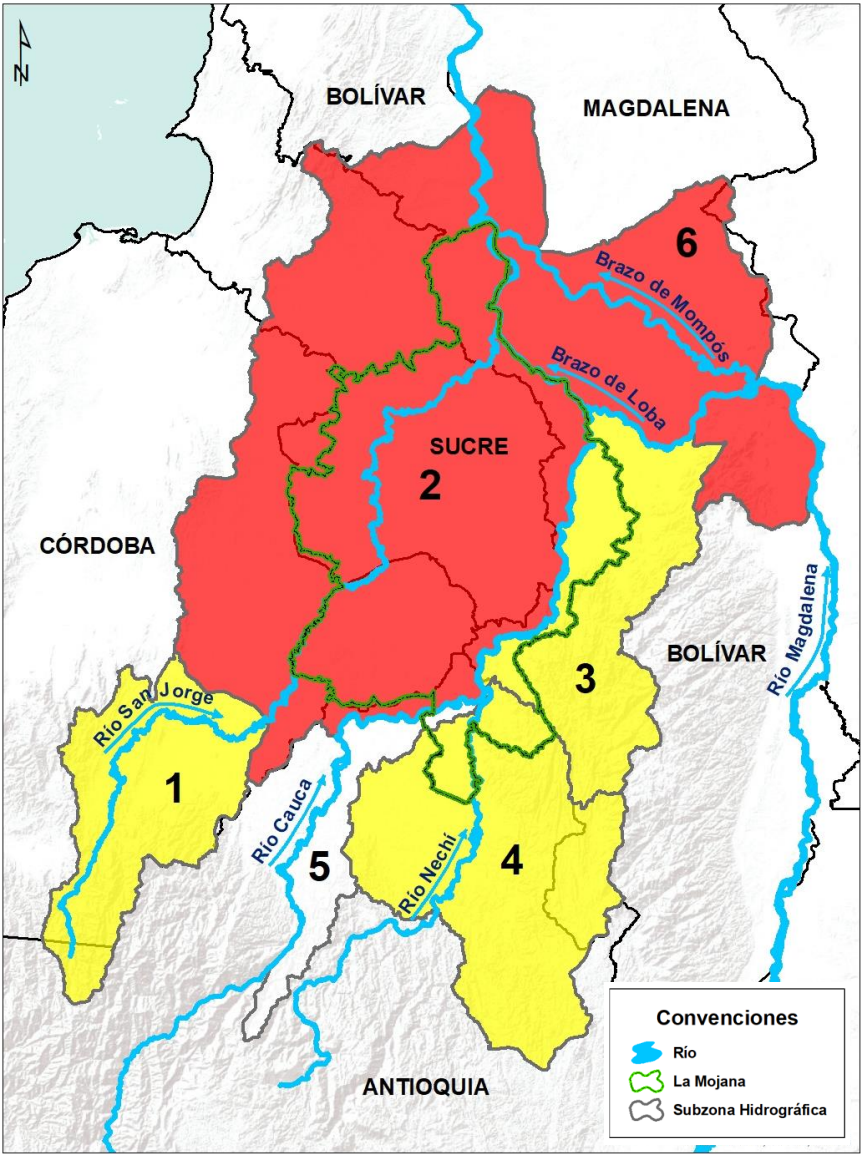 N
BOLÍVAR
MAGDALENA
6
Brazo de Mompós
Brazo de Loba
SUCRE
2
CÓRDOBA
Río Magdalena
BOLÍVAR
3
Río San Jorge
1
Río Cauca
5
Río Nechí
4
ANTIOQUIA
Convenciones
Río
La Mojana
Subzona Hidrográfica